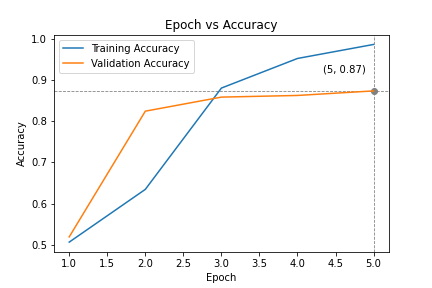 Epoch vs Accuracy
Training Accuracy
Validation Accuracy
(5, 0.87)
1.0
0.9
0.8
0.7
0.6
0.5
Accuracy
1.0 1.5 2.0 2.5 3.0 3.5 4.0 4.5 5.0
Epoch